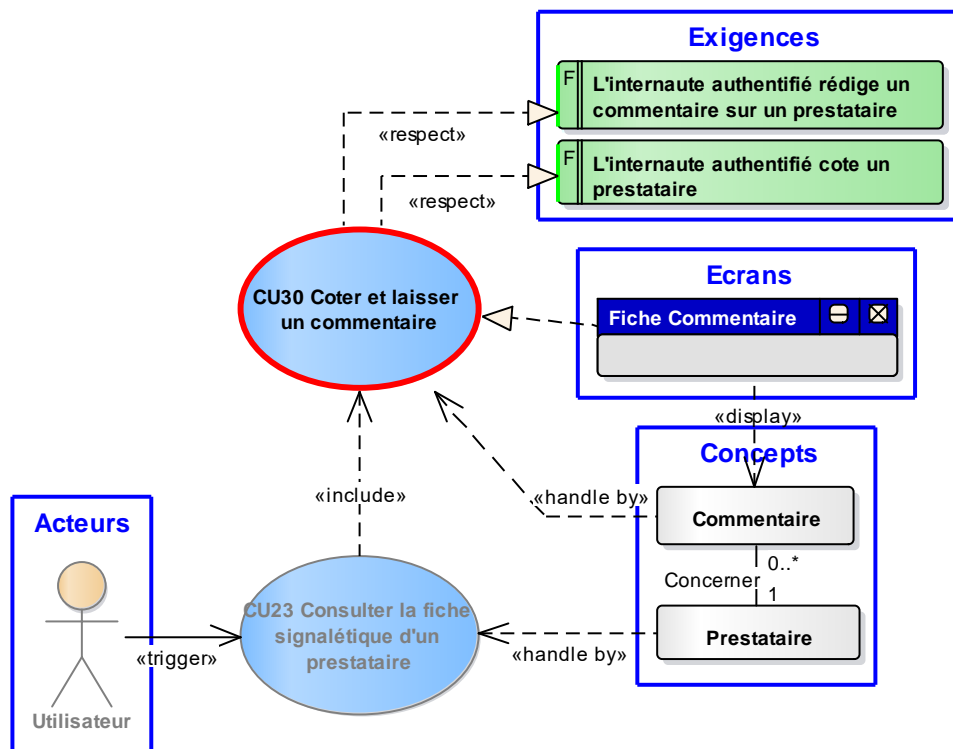 Exigences
F
L'internaute authentifié rédige un
commentaire sur un prestataire
«respect»
F
L'internaute authentifié cote un
prestataire
«respect»
CU30 Coter et laisser
un commentaire
Ecrans
Fiche Commentaire
«display»
Concepts
«include»
«handle by»
Commentaire
0..*
Concerner
1
Prestataire
«handle by»
Acteurs
CU23 Consulter la fiche
signalétique d'un
prestataire
«trigger»
Utilisateur